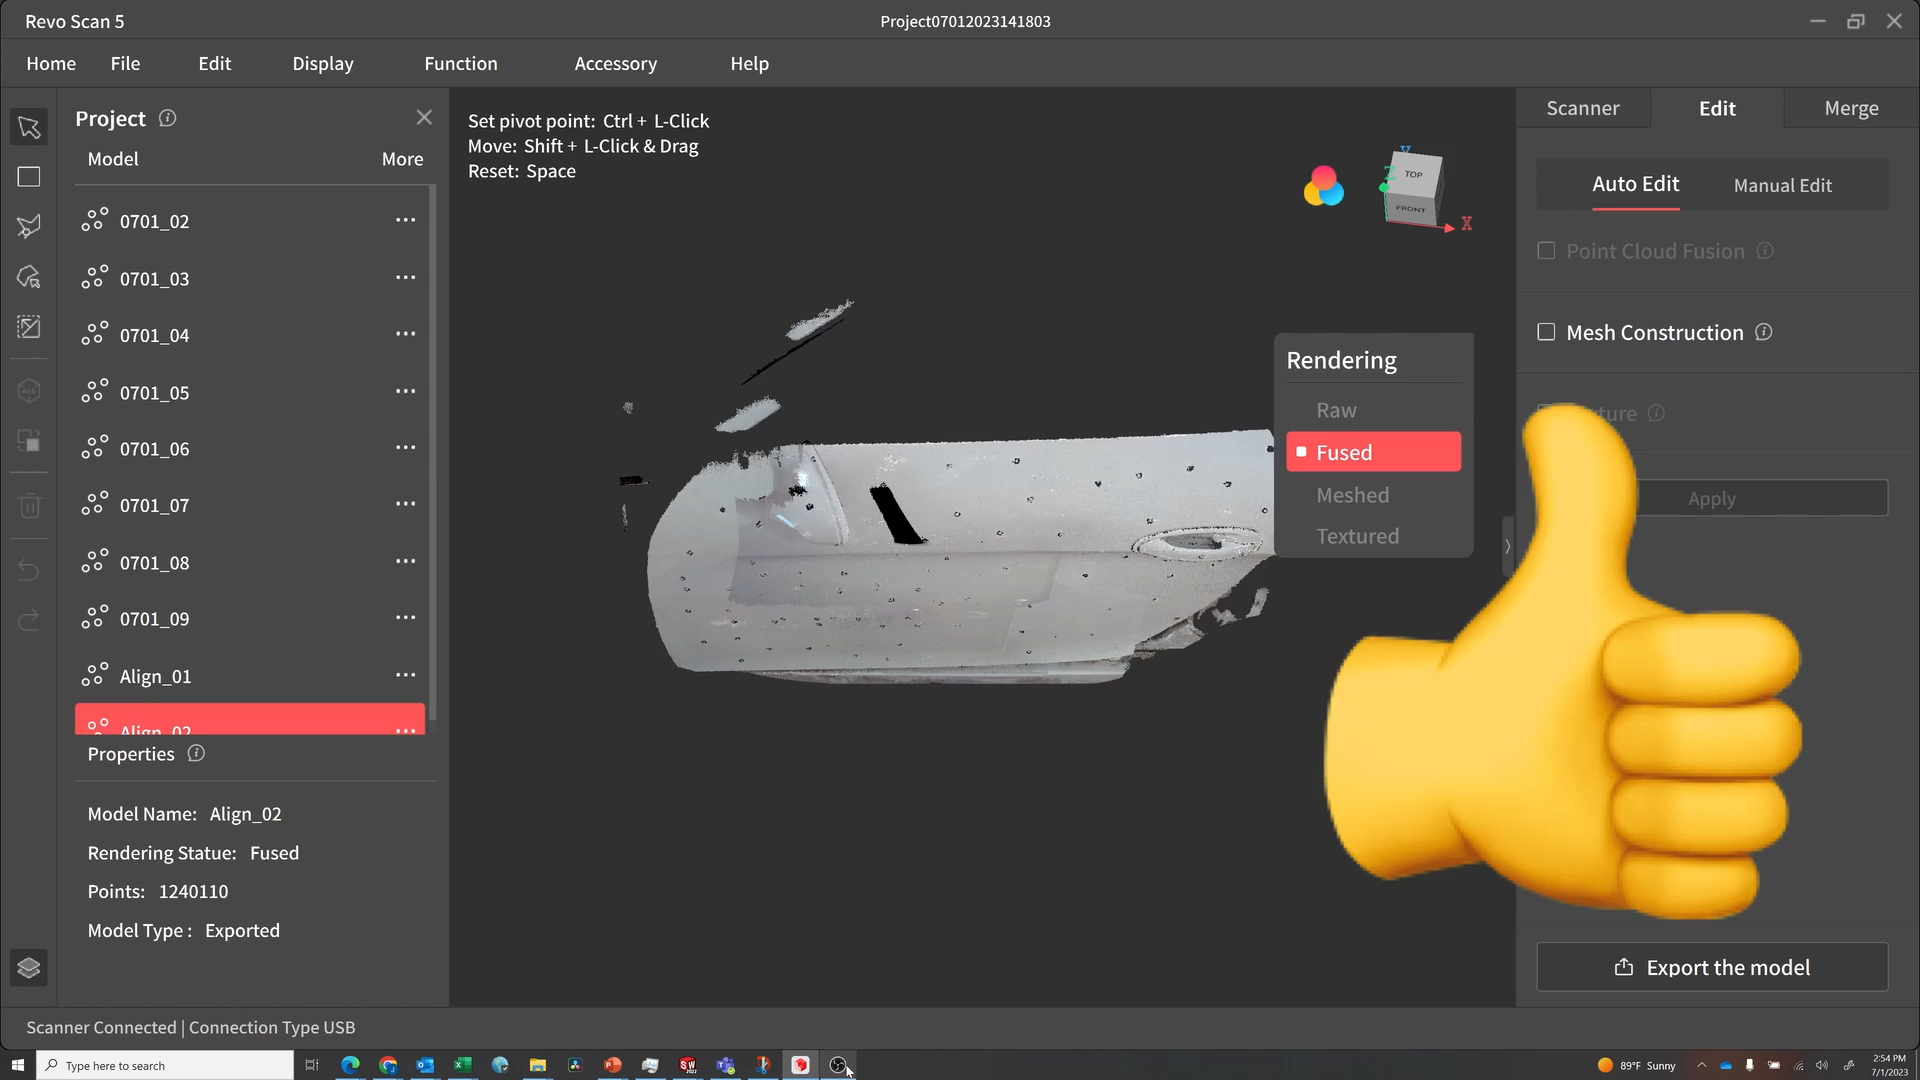 Revo Scan 5
Project07012023141803
Home File Edit Display Function Accessory Help
Project
Model More
0701_02
0701_03
0701_04
0701_05
0701_06
0701_07
0701_08
0701_09
Align_01
Align_02
Properties
Model Name: Align_02
Rendering Statue: Fused
Points: 1240110
Model Type : Exported
Set pivot point: Ctrl + L-Click
Move: Shift + L-Click & Drag
Reset: Space
TOP
FRONT
X
Y
Z
Rendering
Raw
Fused
Meshed
Textured
Scanner Edit Merge
Auto Edit Manual Edit
Point Cloud Fusion
Mesh Construction
Apply
Export the model
Scanner Connected | Connection Type USB
Type here to search
89°F Sunny
2:54 PM
7/1/2023